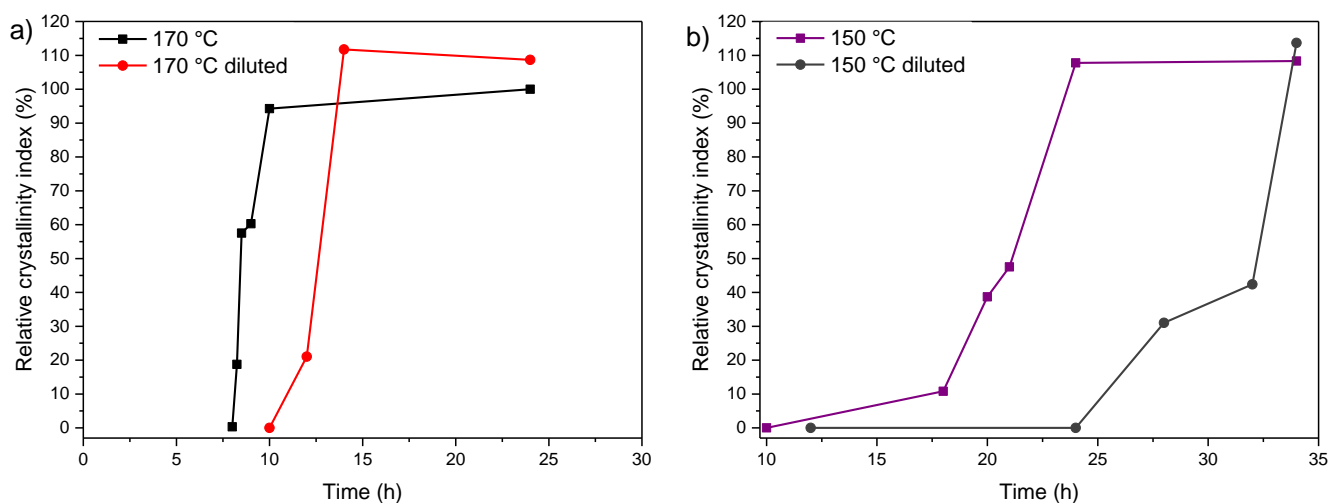 a)
170 °C
170 °C diluted
Relative crystallinity index (%)
120
110
100
90
80
70
60
50
40
30
20
10
0
0 5 10 15 20 25 30
Time (h)
b)
150 °C
150 °C diluted
Relative crystallinity index (%)
120
110
100
90
80
70
60
50
40
30
20
10
0
10 15 20 25 30 35
Time (h)